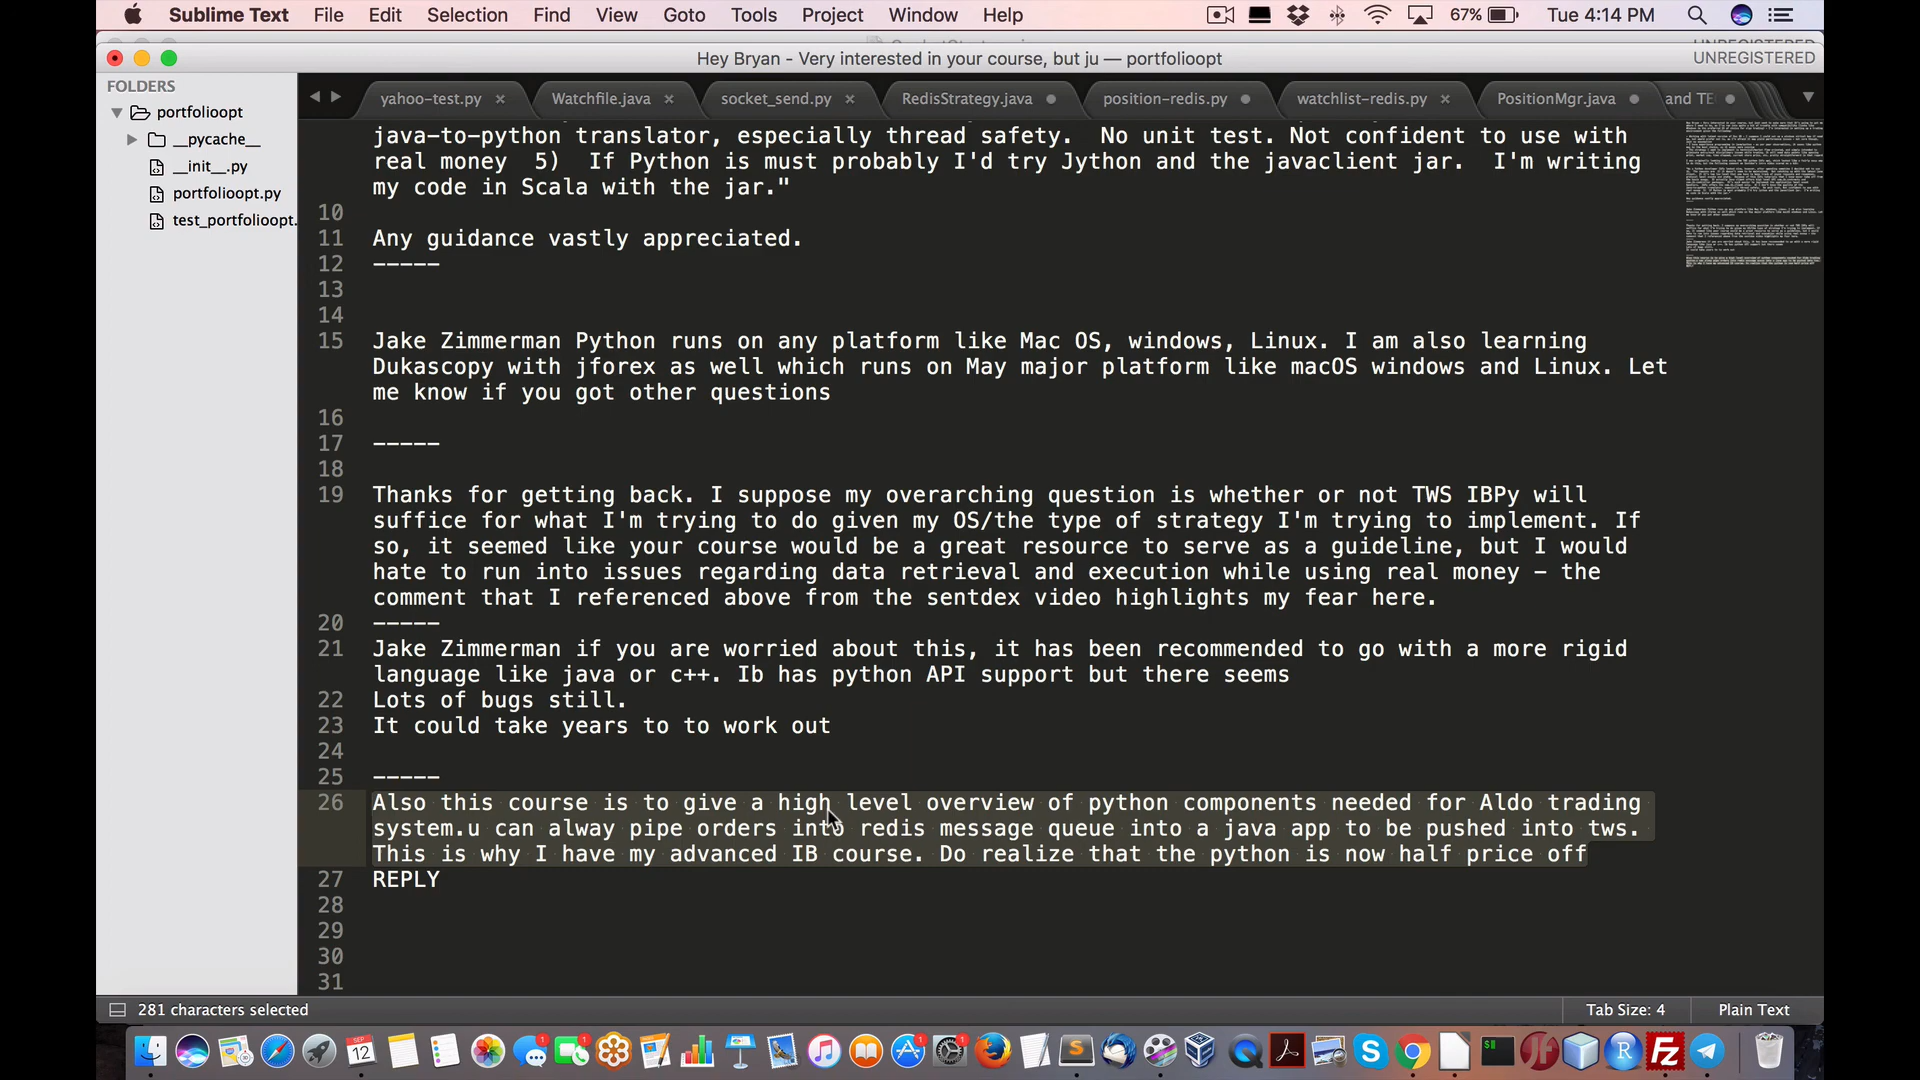 Sublime Text File Edit Selection Find View Goto Tools Project Window Help 67% Tue 4:14 PM
Hey Bryan - Very interested in your course, but ju — portfolioopt UNREGISTERED
FOLDERS
portfolioopt
__pycache__
__init__.py
portfolioopt.py
test_portfolioopt.
yahoo-test.py Watchfile.java socket_send.py RedisStrategy.java position-redis.py watchlist-redis.py PositionMgr.java and TE
java-to-python translator, especially thread safety.  No unit test. Not confident to use with
real money  5)  If Python is must probably I'd try Jython and the javaclient jar.  I'm writing
my code in Scala with the jar."
10
11 Any guidance vastly appreciated.
12 -----
13
14
15 Jake Zimmerman Python runs on any platform like Mac OS, windows, Linux. I am also learning
Dukascopy with jforex as well which runs on May major platform like macOS windows and Linux. Let
me know if you got other questions
16
17 -----
18
19 Thanks for getting back. I suppose my overarching question is whether or not TWS IBPy will
suffice for what I'm trying to do given my OS/the type of strategy I'm trying to implement. If
so, it seemed like your course would be a great resource to serve as a guideline, but I would
hate to run into issues regarding data retrieval and execution while using real money – the
comment that I referenced above from the sentdex video highlights my fear here.
20 -----
21 Jake Zimmerman if you are worried about this, it has been recommended to go with a more rigid
language like java or c++. Ib has python API support but there seems
22 Lots of bugs still.
23 It could take years to to work out
24
25 -----
26 Also this course is to give a high level overview of python components needed for Aldo trading
system.u can alway pipe orders into redis message queue into a java app to be pushed into tws.
This is why I have my advanced IB course. Do realize that the python is now half price off
27 REPLY
28
29
30
31
281 characters selected Tab Size: 4 Plain Text